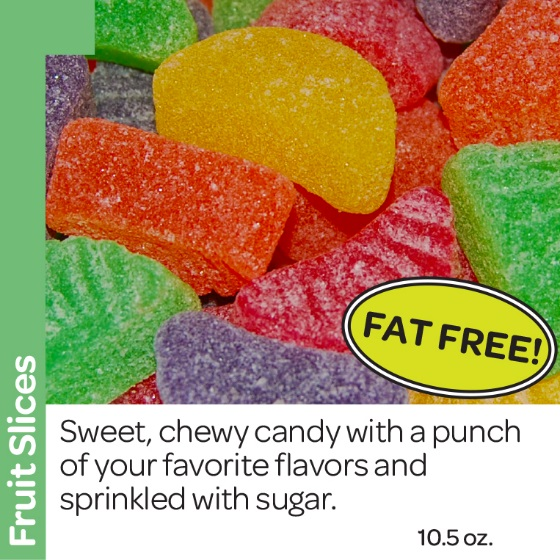 Fruit Slices
FAT FREE!
Sweet, chewy candy with a punch
of your favorite flavors and
sprinkled with sugar.
10.5 oz.